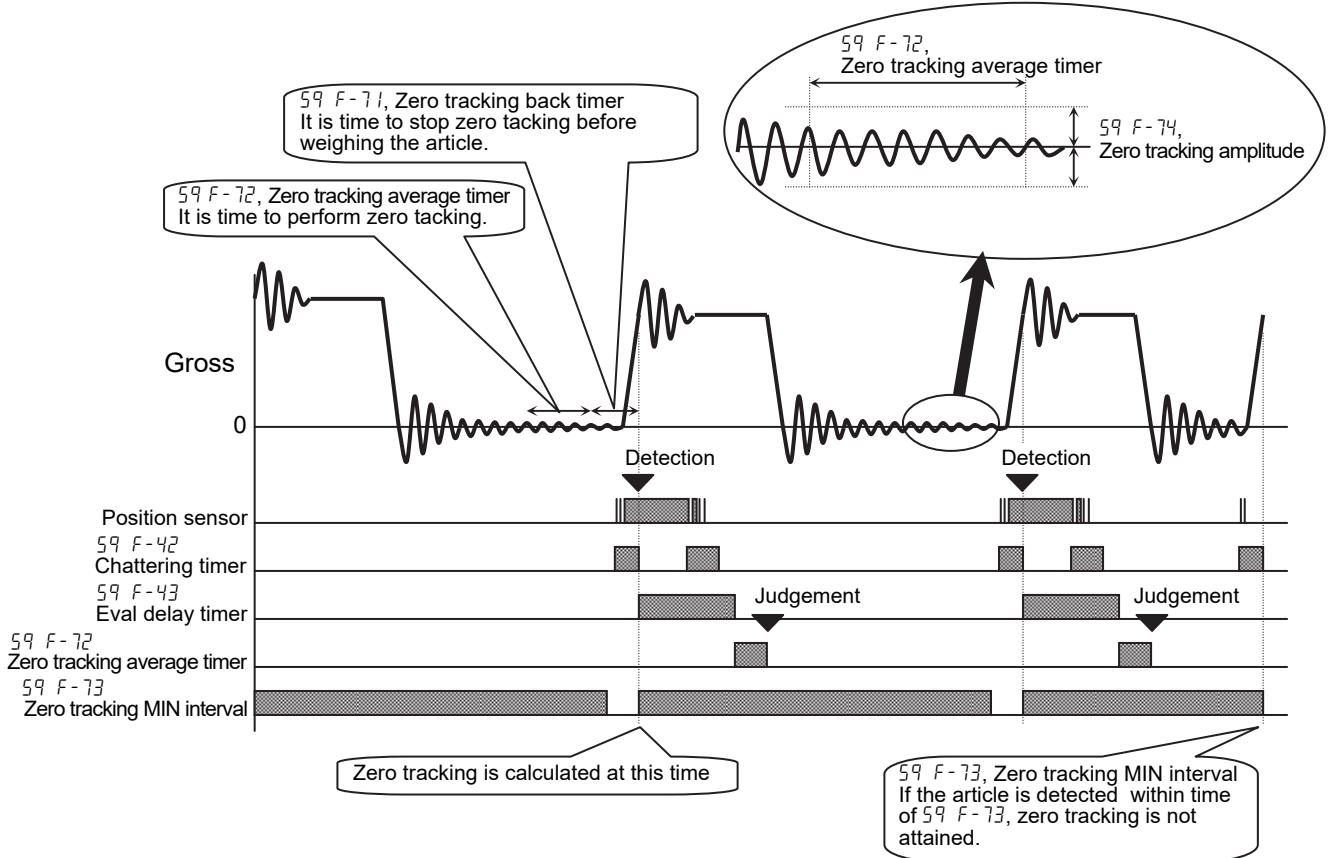 59 F-72,
Zero tracking average timer
59 F-74,
Zero tracking amplitude
59 F-71, Zero tracking back timer
It is time to stop zero tacking before
weighing the article.
59 F-72, Zero tracking average timer
It is time to perform zero tacking.
Gross
0
Detection
Detection
Position sensor
59 F-42
Chattering timer
59 F-43
Eval delay timer
Judgement
Judgement
59 F-72
Zero tracking average timer
59 F-73
Zero tracking MIN interval
Zero tracking is calculated at this time
59 F-73, Zero tracking MIN interval
If the article is detected within time
of 59 F-73, zero tracking is not
attained.